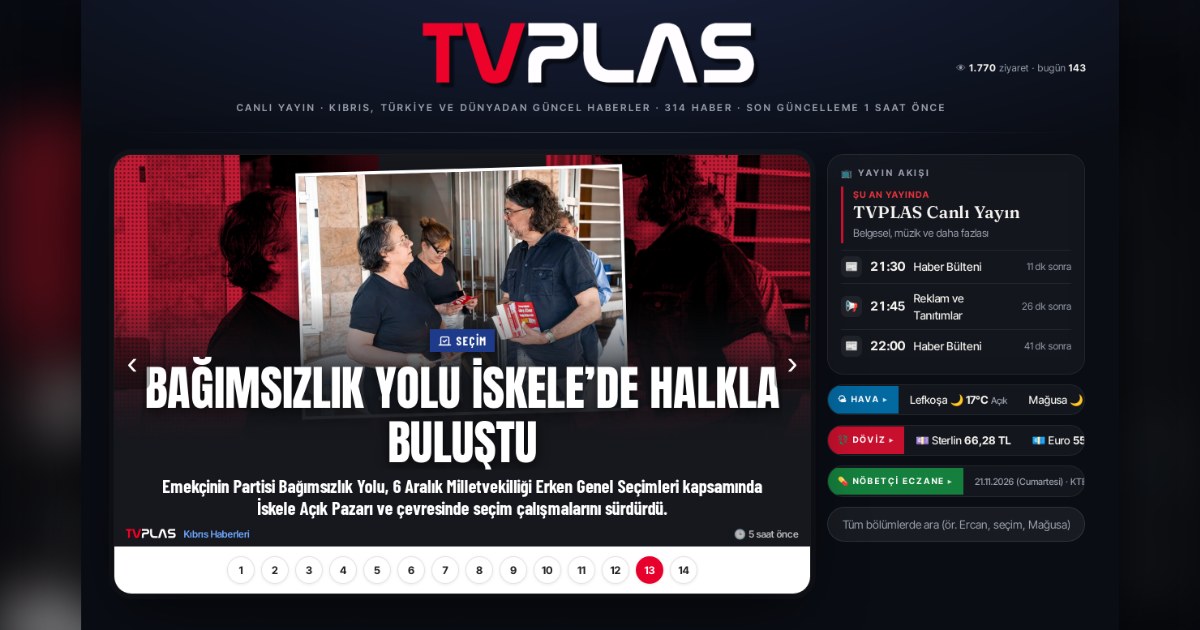 TVPLAS
1.770 ziyaret · bugün 143
CANLI YAYIN · KIBRIS, TÜRKİYE VE DÜNYADAN GÜNCEL HABERLER · 314 HABER · SON GÜNCELLEME 1 SAAT ÖNCE
SEÇİM
BAĞIMSIZLIK YOLU İSKELE’DE HALKLA
BULUŞTU
Emekçinin Partisi Bağımsızlık Yolu, 6 Aralık Milletvekilliği Erken Genel Seçimleri kapsamında
İskele Açık Pazarı ve çevresinde seçim çalışmalarını sürdürdü.
TVPLAS Kıbrıs Haberleri
5 saat önce
1 2 3 4 5 6 7 8 9 10 11 12 13 14
YAYIN AKIŞI
ŞU AN YAYINDA
TVPLAS Canlı Yayın
Belgesel, müzik ve daha fazlası
21:30 Haber Bülteni 11 dk sonra
21:45 Reklam ve Tanıtımlar 26 dk sonra
22:00 Haber Bülteni 41 dk sonra
HAVA ▸ Lefkoşa 🌙 17°C Açık Mağusa 🌙
DÖVİZ ▸ Sterlin 66,28 TL Euro 55
NÖBETÇİ ECZANE ▸ 21.11.2026 (Cumartesi) · KTE
Tüm bölümlerde ara (ör. Ercan, seçim, Mağusa)